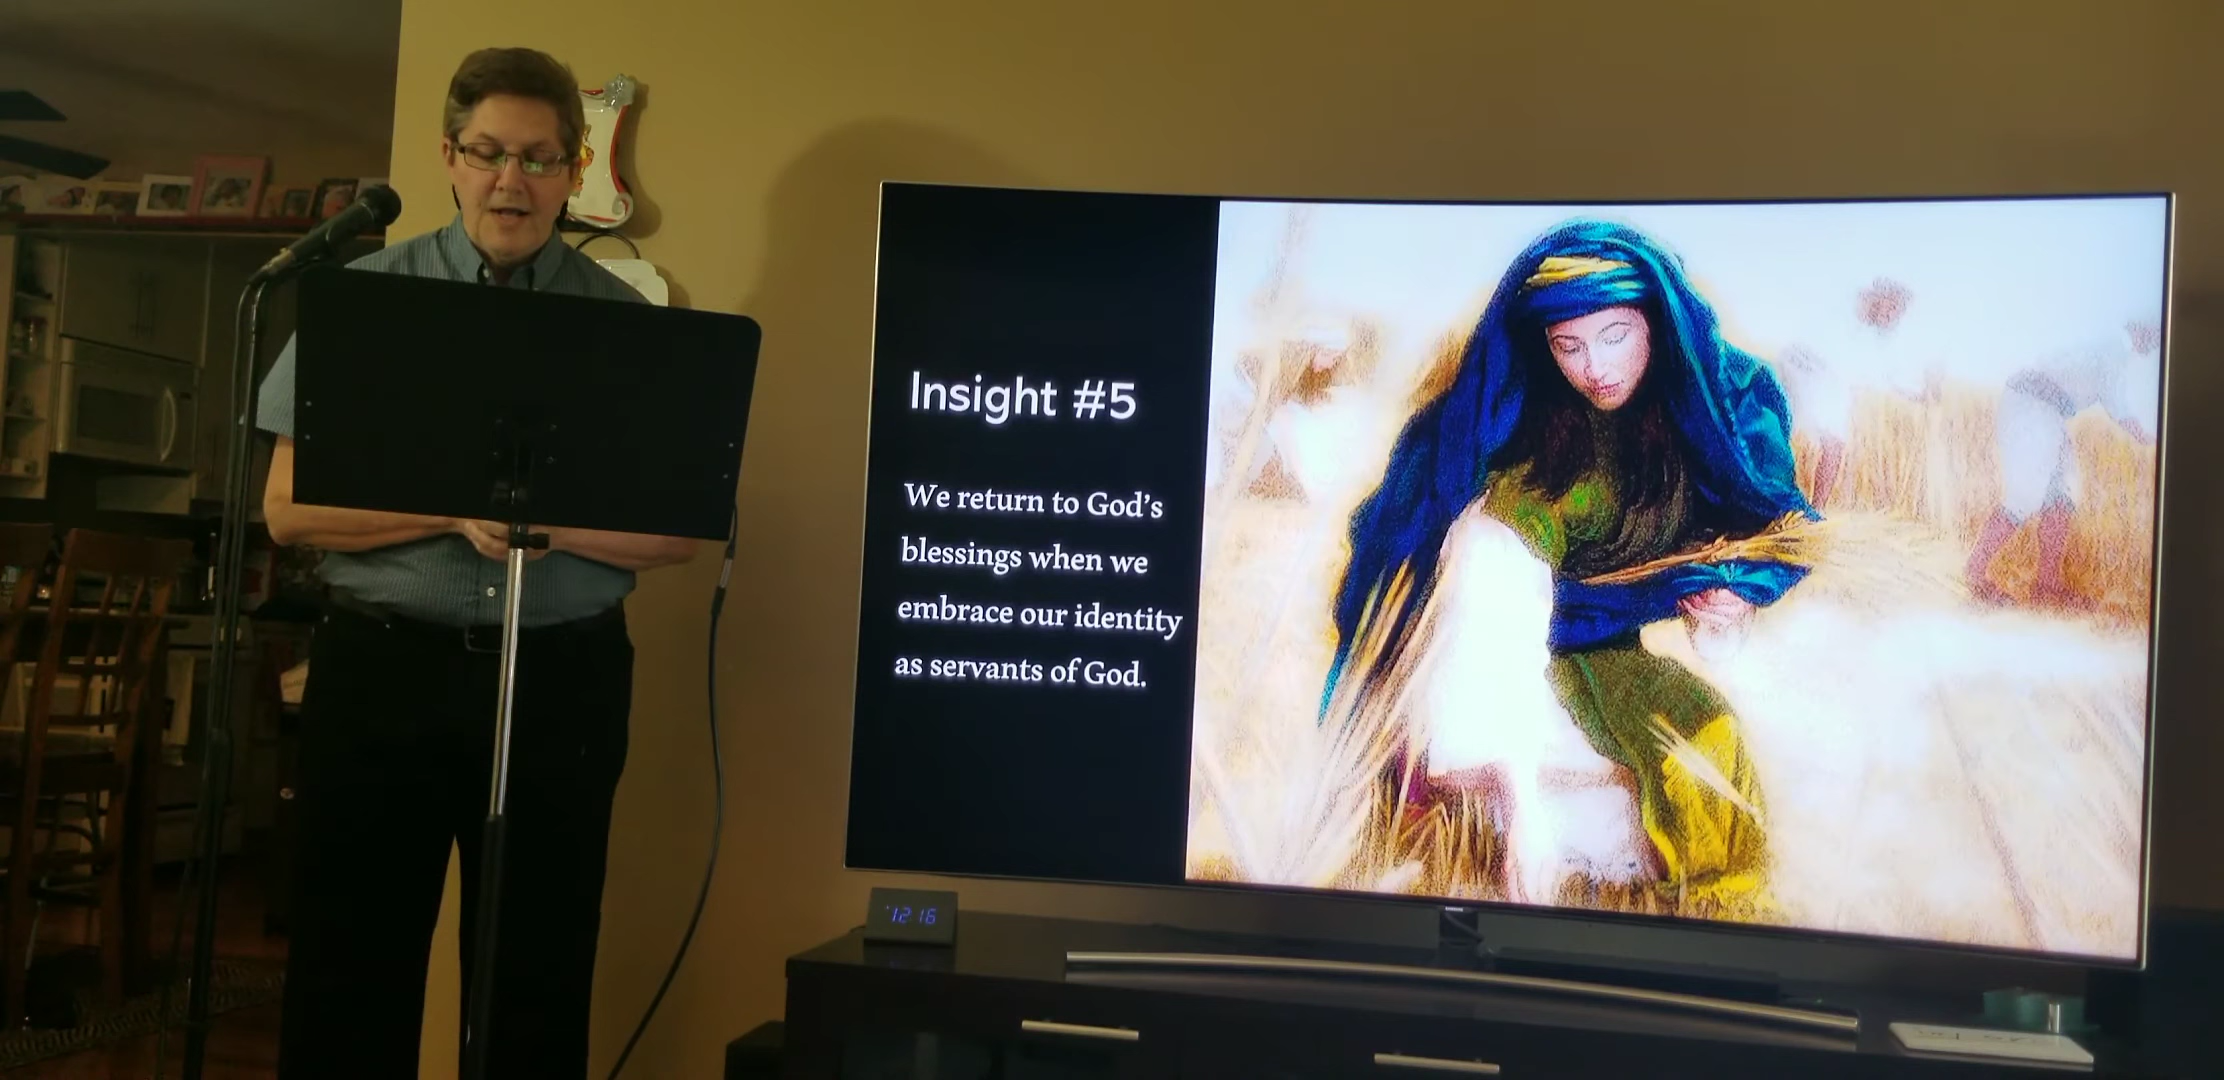 Insight #5
We return to God's
blessings when we
embrace our identity
as servants of God.
12 16